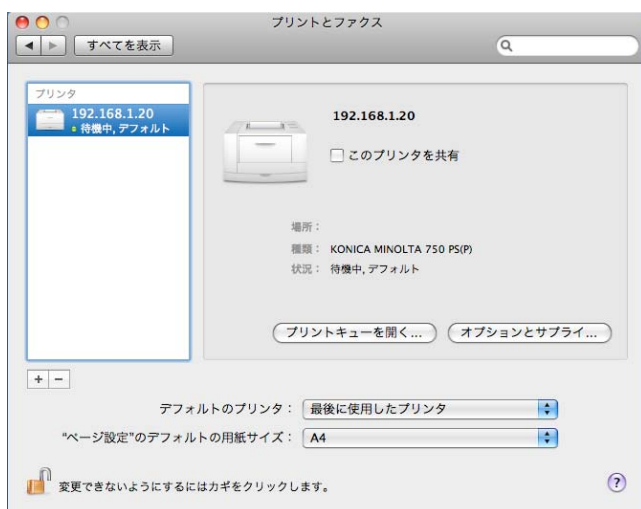 プリントとファクス
すべてを表示
プリンタ
192.168.1.20
待機中, デフォルト
192.168.1.20
このプリンタを共有
場所：
種類： KONICA MINOLTA 750 PS(P)
状況： 待機中, デフォルト
プリントキューを開く... オプションとサプライ...
+ −
デフォルトのプリンタ： 最後に使用したプリンタ
“ページ設定”のデフォルトの用紙サイズ： A4
変更できないようにするにはカギをクリックします。 ?